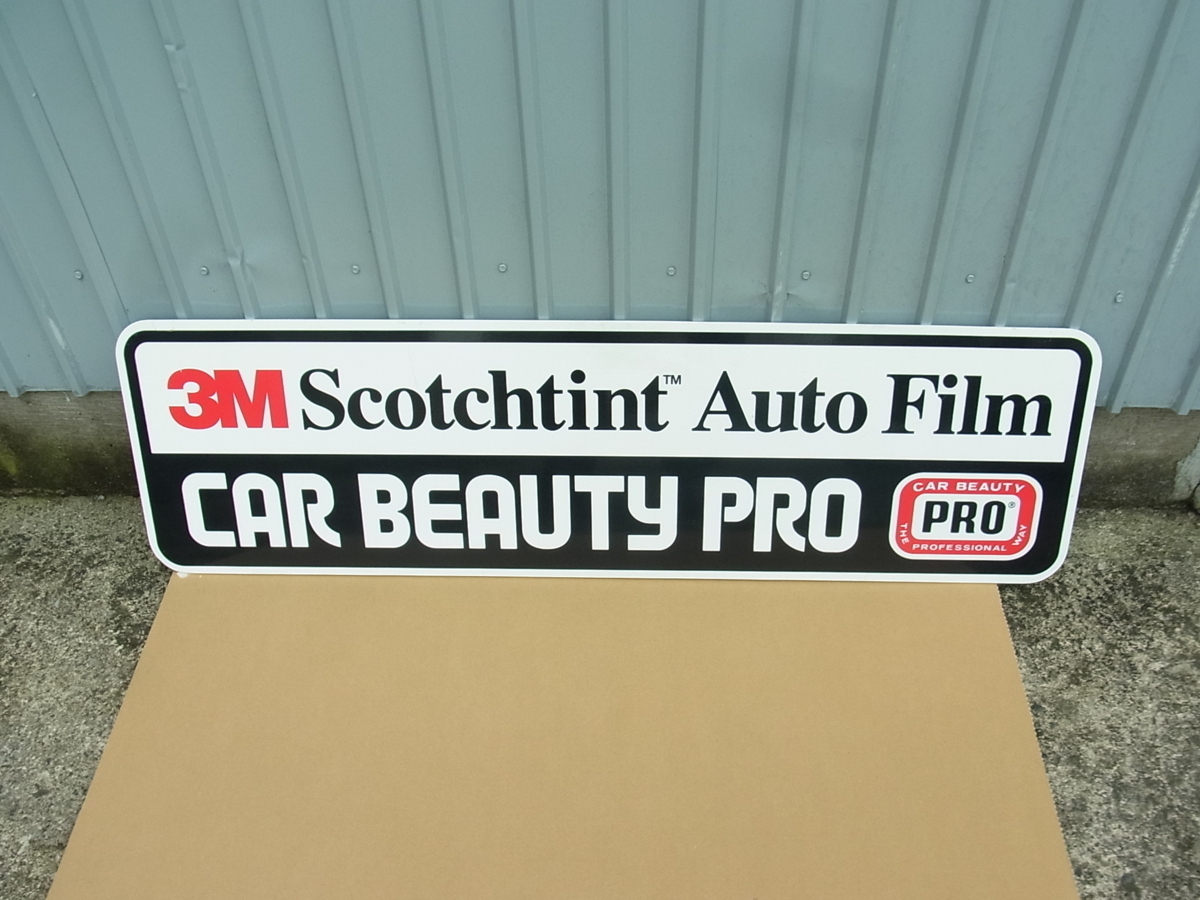 3M Scotchtint™ Auto Film
CAR BEAUTY PRO
CAR BEAUTY
THE PRO® WAY
PROFESSIONAL